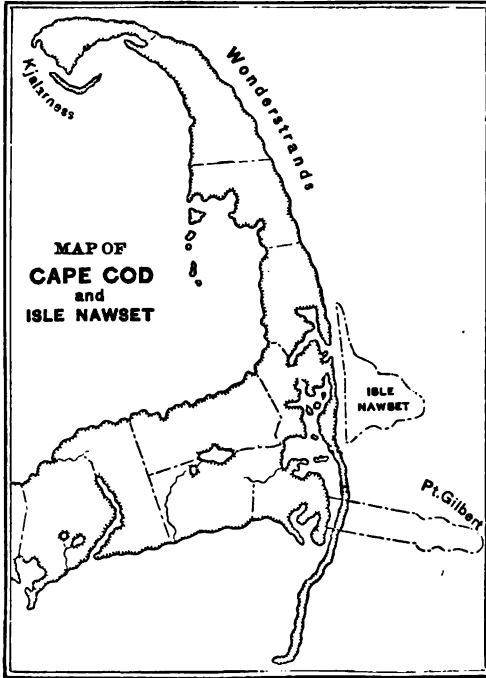 Kjalarness
Wonderstrands
MAP OF
CAPE COD
and
ISLE NAWSET
ISLE
NAWSET
Pt. Gilbert